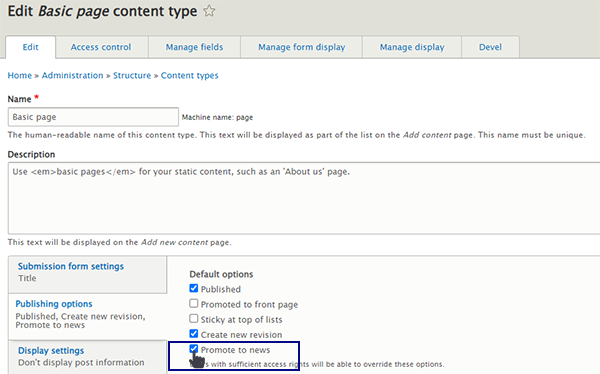 Edit Basic page content type
Edit Access control Manage fields Manage form display Manage display Devel
Home » Administration » Structure » Content types
Name *
Basic page Machine name: page
The human-readable name of this content type. This text will be displayed as part of the list on the Add content page. This name must be unique.
Description
Use <em>basic pages</em> for your static content, such as an 'About us' page.
This text will be displayed on the Add new content page.
Submission form settings
Title
Publishing options
Published, Create new revision,
Promote to news
Display settings
Don't display post information
Default options
Published
Promoted to front page
Sticky at top of lists
Create new revision
Promote to news
with sufficient access rights will be able to override these options.